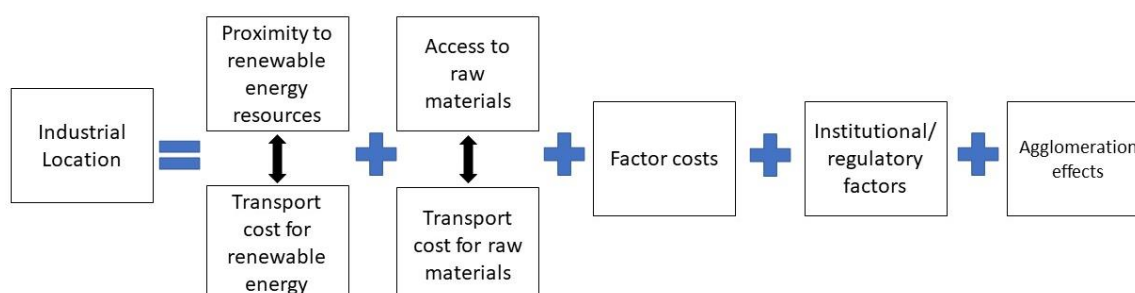 Industrial
Location
Proximity to
renewable
energy
resources
Transport
cost for
renewable
energy
Access to
raw
materials
Transport
cost for raw
materials
Factor costs
Institutional/
regulatory
factors
Agglomeration
effects